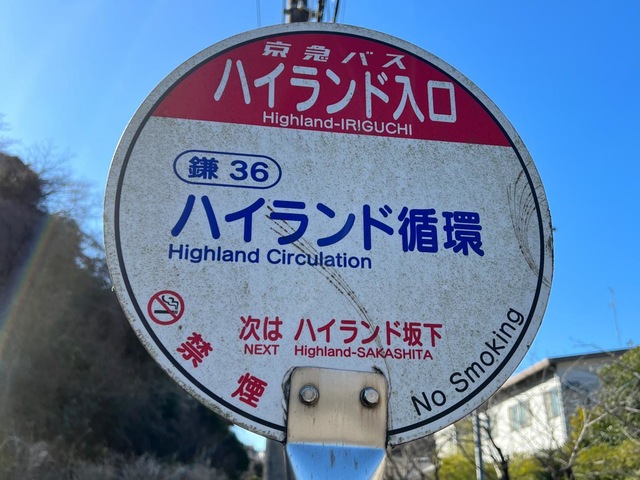 京急バス
ハイランド入口
Highland-IRIGUCHI
鎌 36
ハイランド循環
Highland Circulation
次は ハイランド坂下
NEXT Highland-SAKASHITA
禁煙
No Smoking